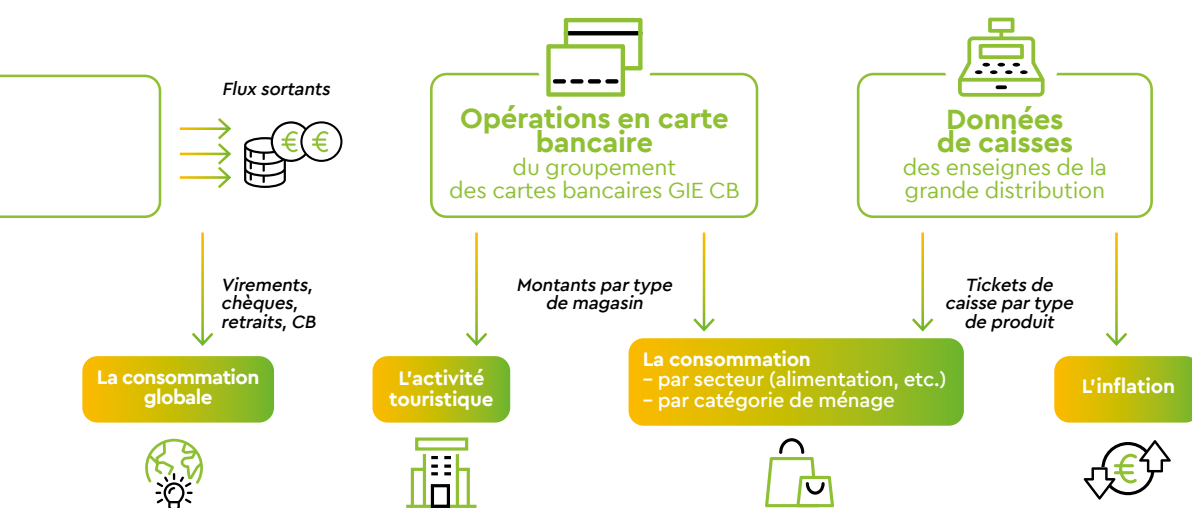 Flux sortants
Virements,
chèques,
retraits, CB
La consommation
globale
Opérations en carte
bancaire
du groupement
des cartes bancaires GIE CB
Montants par type
de magasin
L’activité
touristique
La consommation
– par secteur (alimentation, etc.)
– par catégorie de ménage
Données
de caisses
des enseignes de la
grande distribution
Tickets de
caisse par type
de produit
L’inflation